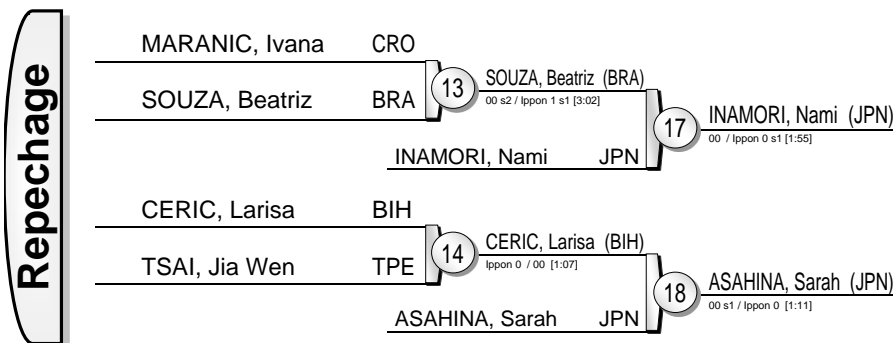 Repechage
MARANIC, Ivana CRO
SOUZA, Beatriz BRA
13
SOUZA, Beatriz (BRA)
00 s2 / Ippon 1 s1 [3:02]
INAMORI, Nami JPN
17
INAMORI, Nami (JPN)
00 / Ippon 0 s1 [1:55]
CERIC, Larisa BIH
TSAI, Jia Wen TPE
14
CERIC, Larisa (BIH)
Ippon 0 / 00 [1:07]
ASAHINA, Sarah JPN
18
ASAHINA, Sarah (JPN)
00 s1 / Ippon 0 [1:11]